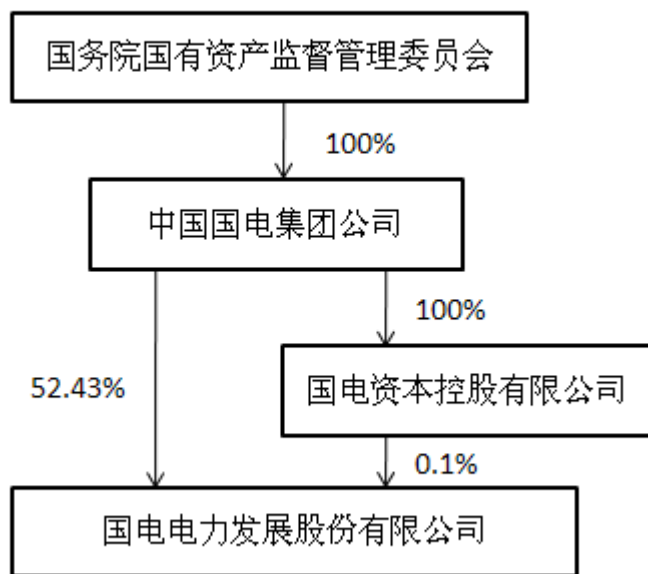 国务院国有资产监督管理委员会
100%
中国国电集团公司
100%
52.43%
国电资本控股有限公司
0.1%
国电电力发展股份有限公司